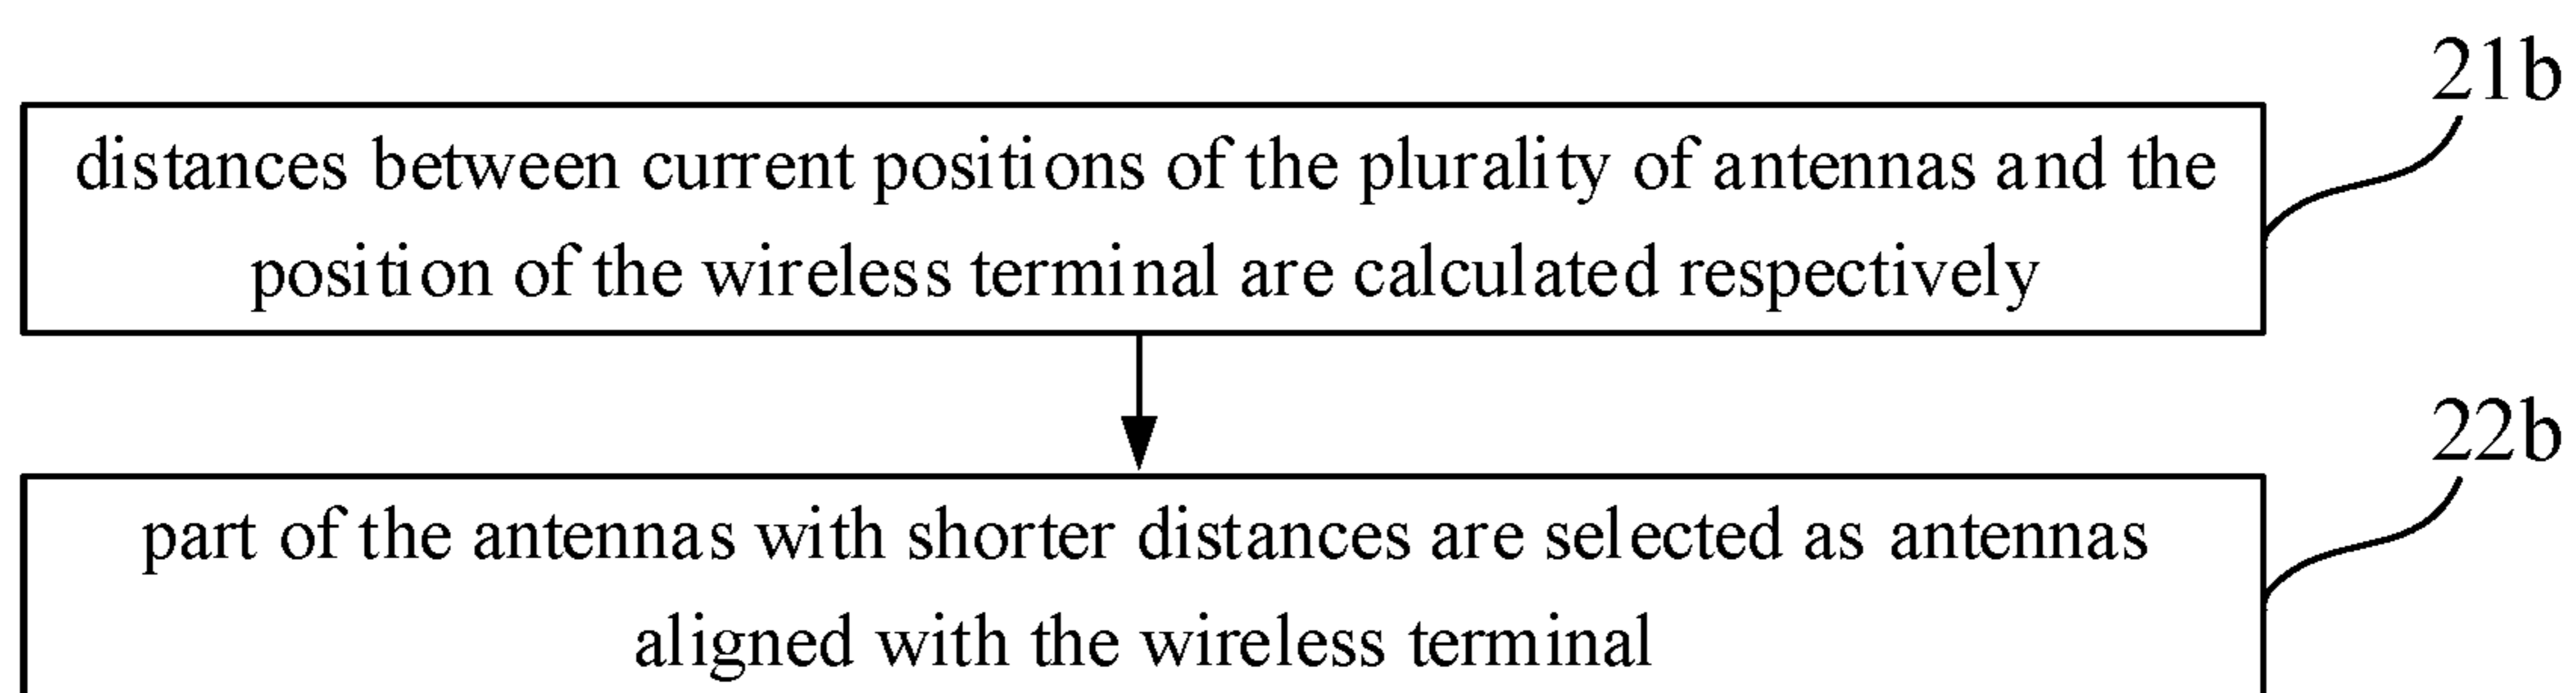 21b
distances between current positions of the plurality of antennas and the
position of the wireless terminal are calculated respectively
22b
part of the antennas with shorter distances are selected as antennas
aligned with the wireless terminal